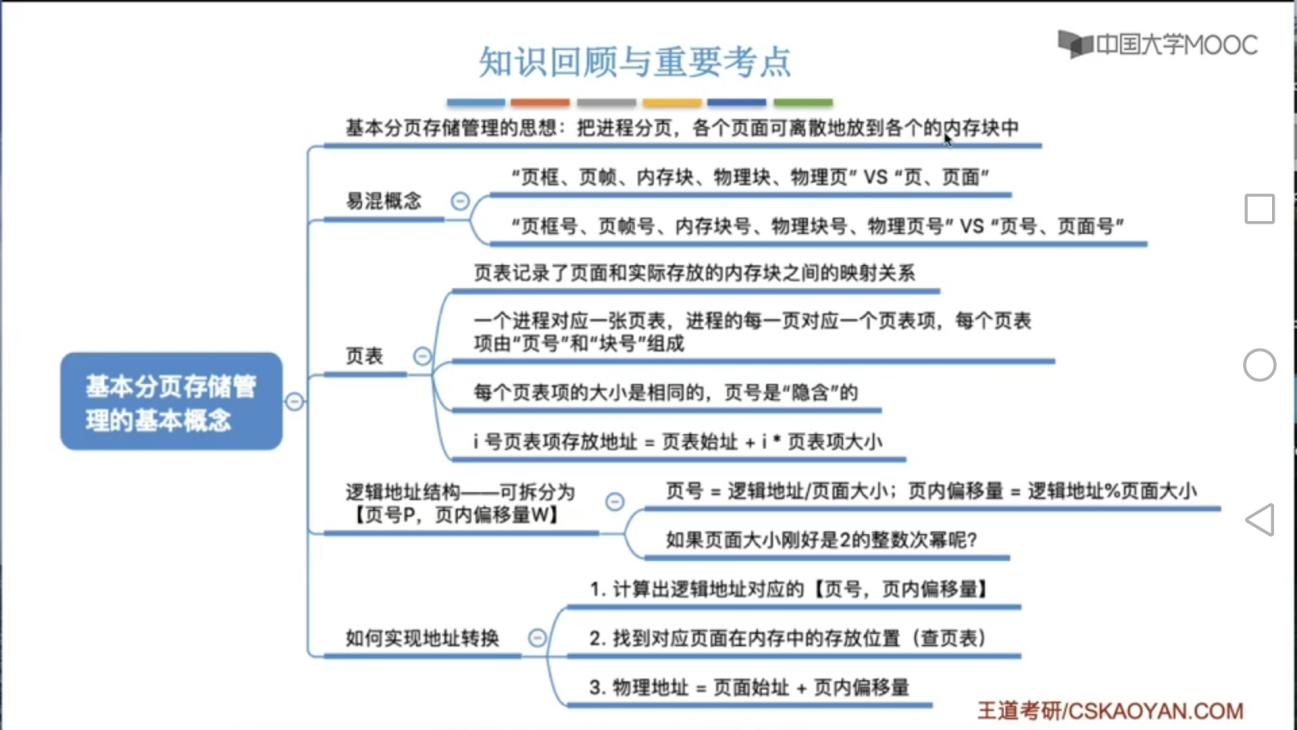 中国大学MOOC
知识回顾与重要考点
基本分页存储管理的思想：把进程分页，各个页面可离散地放到各个的内存块中
易混概念
“页框、页帧、内存块、物理块、物理页” VS “页、页面”
“页框号、页帧号、内存块号、物理块号、物理页号” VS “页号、页面号”
页表
页表记录了页面和实际存放的内存块之间的映射关系
一个进程对应一张页表，进程的每一页对应一个页表项，每个页表
项由“页号”和“块号”组成
每个页表项的大小是相同的，页号是“隐含”的
i 号页表项存放地址 = 页表始址 + i * 页表项大小
基本分页存储管
理的基本概念
逻辑地址结构——可拆分为
【页号P，页内偏移量W】
页号 = 逻辑地址/页面大小；页内偏移量 = 逻辑地址%页面大小
如果页面大小刚好是2的整数次幂呢？
如何实现地址转换
1. 计算出逻辑地址对应的【页号，页内偏移量】
2. 找到对应页面在内存中的存放位置（查页表）
3. 物理地址 = 页面始址 + 页内偏移量
王道考研/CSKAOYAN.COM